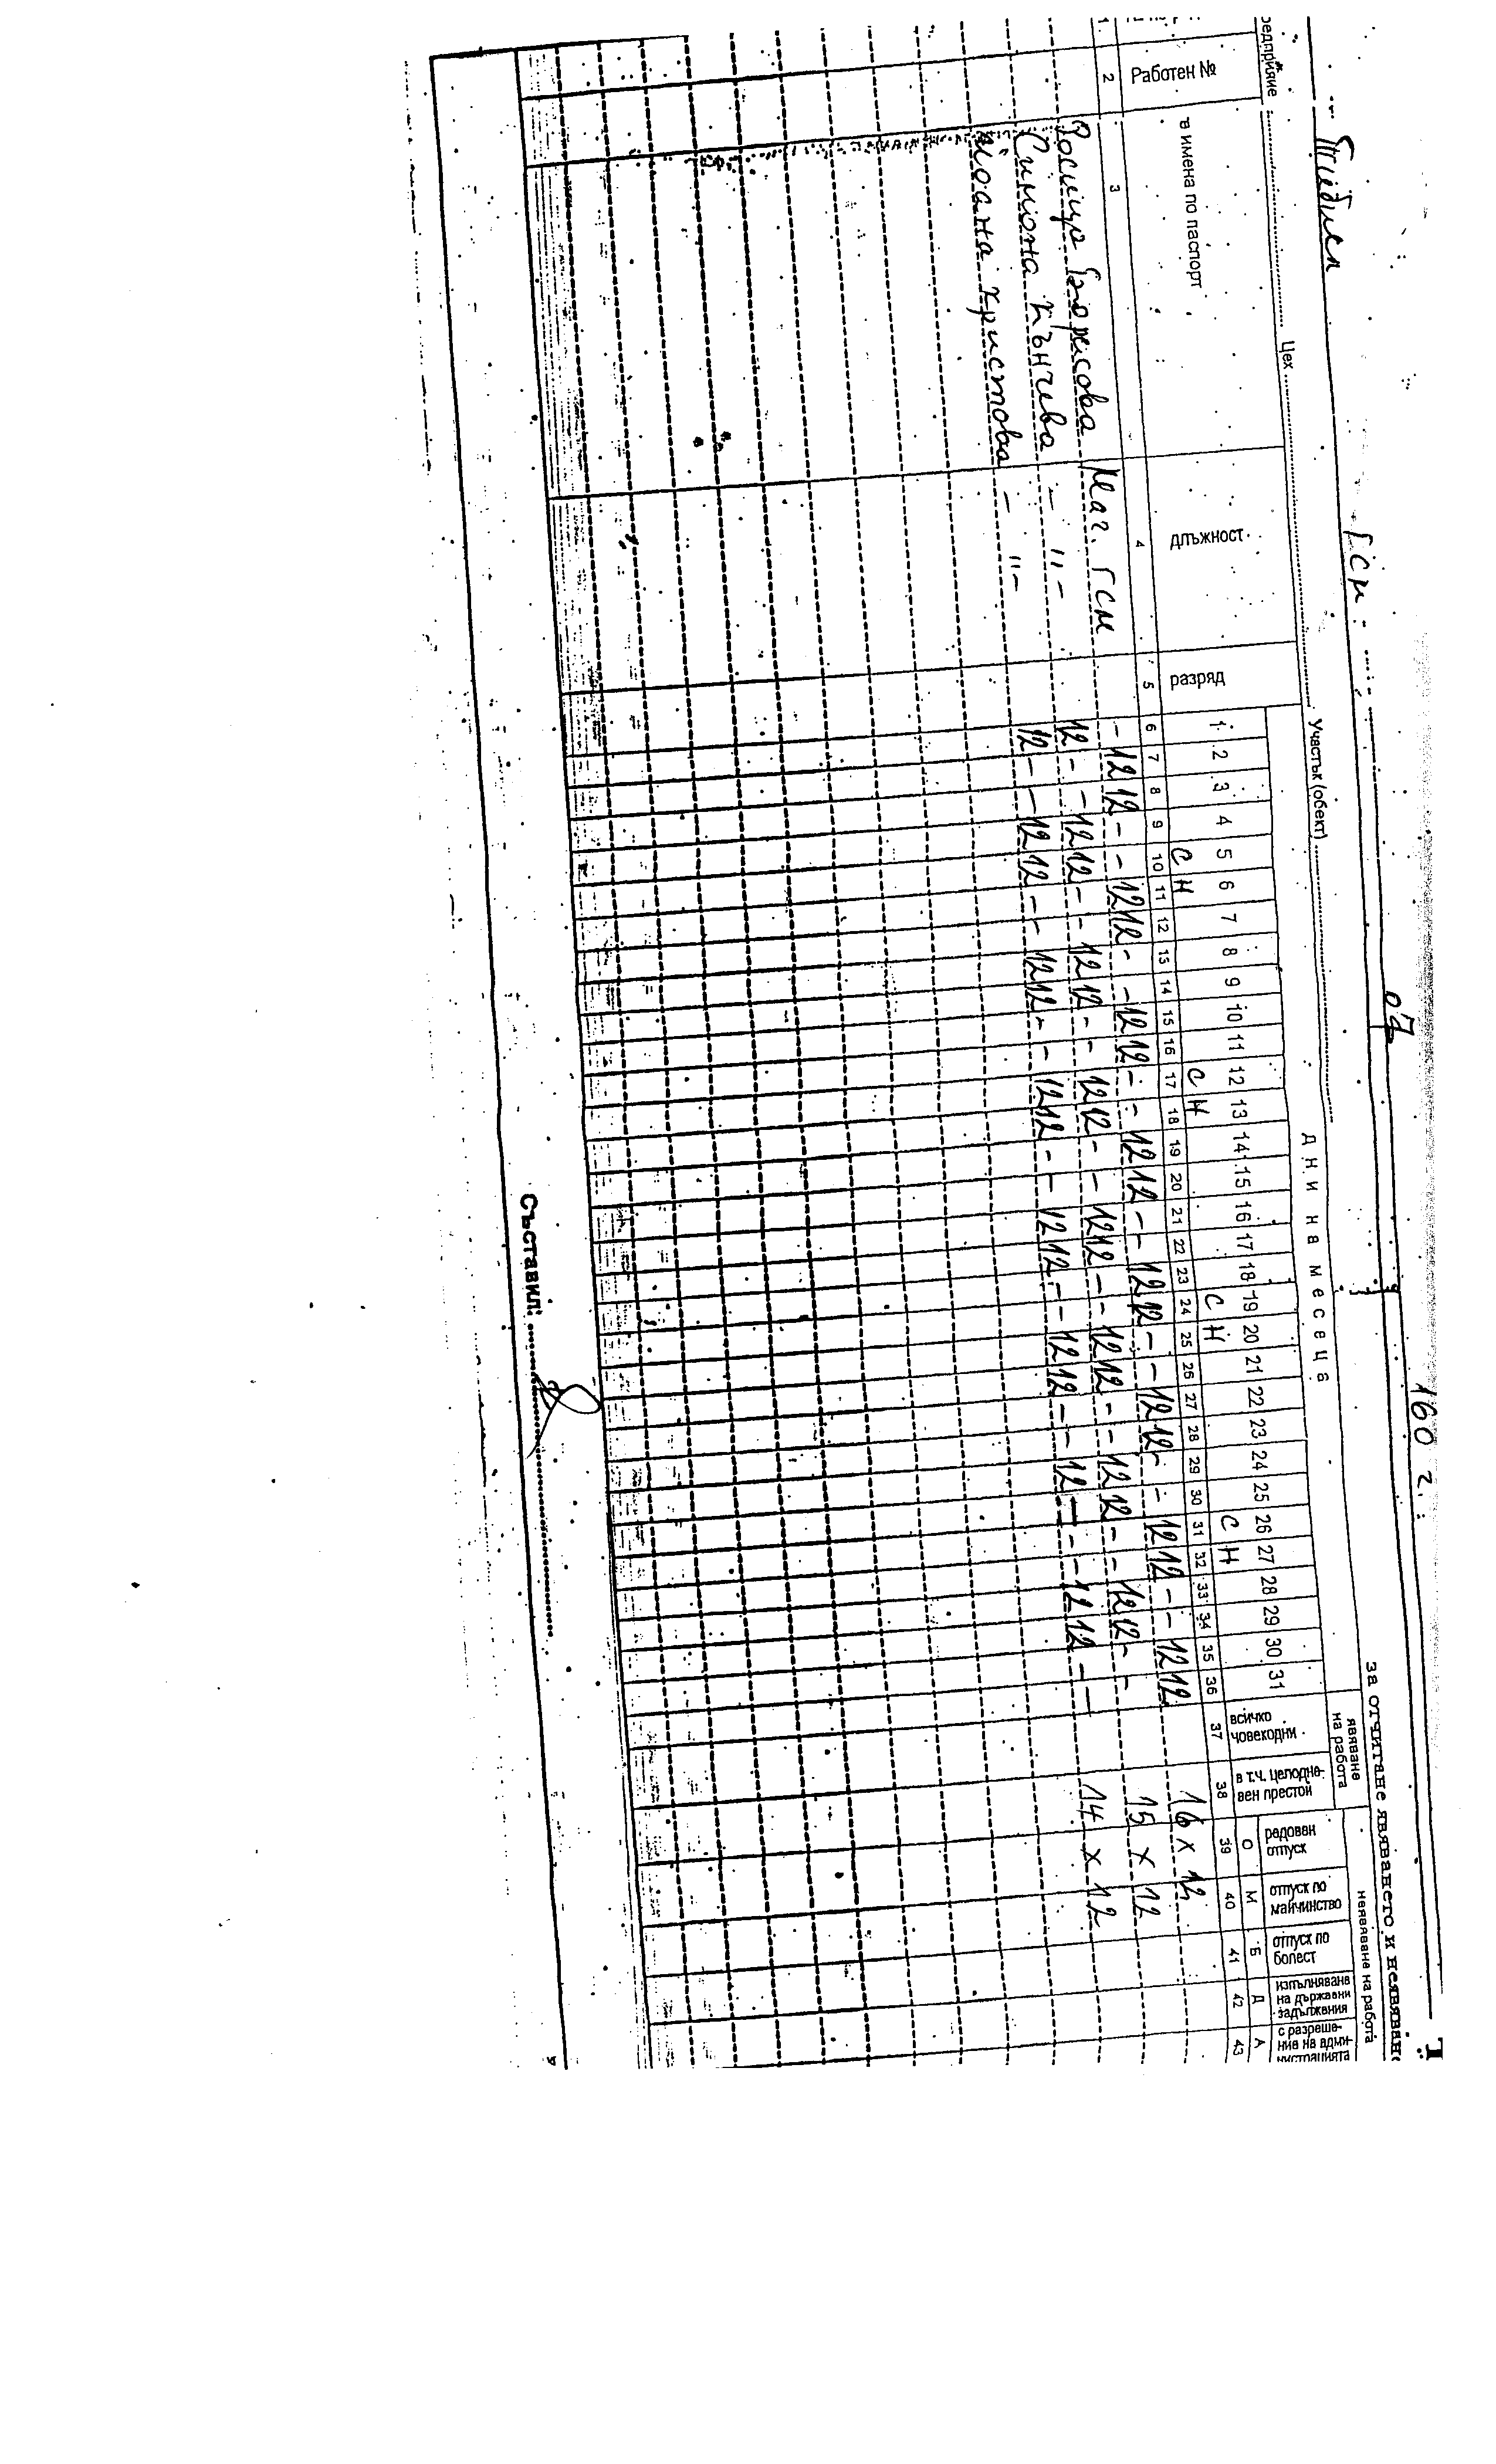 07 160 г.
за отчитане явяването и неявяван
ГСМ
Цех Участък (обект)
Работен № в имена по паспорт длъжност разряд дни на месеца явяване на работа неявяване на работа
1 2 3 4 5 6 7 8 9 10 11 12 13 14 15 16 17 18 19 20 21 22 23 24 25 26 27 28 29 30 31
всичко човекодни в т.ч. целодневен престой редовен отпуск отпуск по майчинство отпуск по болест изпълняване на държавни задължения с разрешение на администрацията
С Н С Н С Н С Н О М Б Д А
1 2 3 4 5 6 7 8 9 10 11 12 13 14 15 16 17 18 19 20 21 22 23 24 25 26 27 28 29 30 31 32 33 34 35 36 37 38 39 40 41 42 43
Росица Борисова Маг. ГСМ - 12 12 - - 12 12 - - 12 12 - - 12 12 - - 12 12 - - 12 12 - - 12 12 - - 12 12 16 x 12
Симона Кънчева - " - 12 - - 12 12 - - 12 12 - - 12 12 - - 12 12 - - 12 12 - - 12 12 - - 12 12 - - 15 x 12
Йоана Христова - " - 12 - - 12 12 - - 12 12 - - 12 12 - - 12 12 - - 12 12 - - 12 - - - 12 12 - - 14 x 12
Съставил: